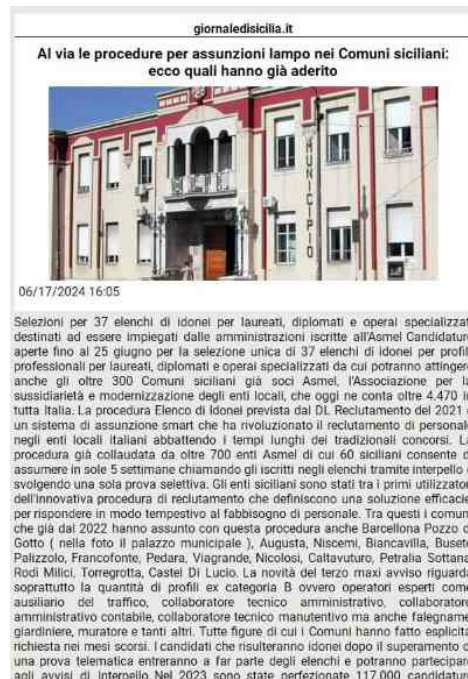 giornaledisicilia.it
Al via le procedure per assunzioni lampo nei Comuni siciliani:
ecco quali hanno già aderito
MUNICIPIO
06/17/2024 16:05
Selezioni per 37 elenchi di idonei per laureati, diplomati e operai specializzat
destinati ad essere impiegati dalle amministrazioni iscritte all'Asmel Candidatur
aperte fino al 25 giugno per la selezione unica di 37 elenchi di idonei per profil
professionali per laureati, diplomati e operai specializzati da cui potranno attinger
anche gli oltre 300 Comuni siciliani già soci Asmel, l'Associazione per l
sussidiarietà e modernizzazione degli enti locali, che oggi ne conta oltre 4.470 i
tutta Italia. La procedura Elenco di Idonei prevista dal DL Reclutamento del 2021
un sistema di assunzione smart che ha rivoluzionato il reclutamento di personal
negli enti locali italiani abbattendo i tempi lunghi dei tradizionali concorsi. L
procedura già collaudata da oltre 700 enti Asmel di cui 60 siciliani consente d
assumere in sole 5 settimane chiamando gli iscritti negli elenchi tramite interpello
svolgendo una sola prova selettiva. Gli enti siciliani sono stati tra i primi utilizzator
dell'innovativa procedura di reclutamento che definiscono una soluzione efficac
per rispondere in modo tempestivo al fabbisogno di personale. Tra questi i comun
che già dal 2022 hanno assunto con questa procedura anche Barcellona Pozzo d
Gotto ( nella foto il palazzo municipale ), Augusta, Niscemi, Biancavilla, Buset
Palizzolo, Francofonte, Pedara, Viagrande, Nicolosi, Caltavuturo, Petralia Sottana
Rodì Milici, Torregrotta, Castel Di Lucio. La novità del terzo maxi avviso riguard
soprattutto la quantità di profili ex categoria B ovvero operatori esperti com
ausiliario del traffico, collaboratore tecnico amministrativo, collaborator
amministrativo contabile, collaboratore tecnico manutentivo ma anche falegname
giardiniere, muratore e tanti altri. Tutte figure di cui i Comuni hanno fatto esplicit
richiesta nei mesi scorsi. I candidati che risulteranno idonei dopo il superamento d
una prova telematica entreranno a far parte degli elenchi e potranno partecipar
agli avvisi di Interpello Nel 2023 sono state perfezionate 117.000 candidatur